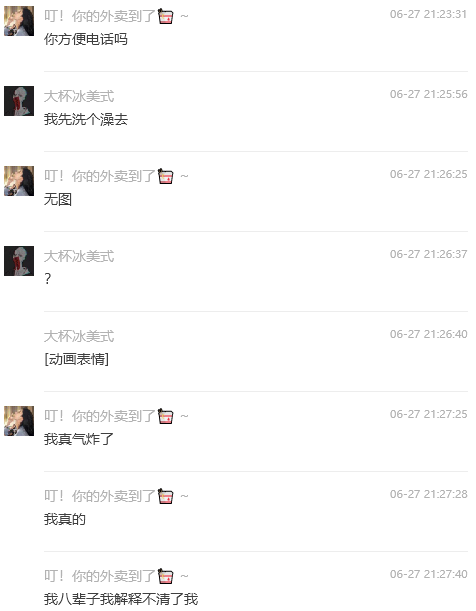 叮！你的外卖到了 ~ 06-27 21:23:31
你方便电话吗
大杯冰美式 06-27 21:25:56
我先洗个澡去
叮！你的外卖到了 ~ 06-27 21:26:25
无图
大杯冰美式 06-27 21:26:37
?
大杯冰美式 06-27 21:26:40
[动画表情]
叮！你的外卖到了 ~ 06-27 21:27:25
我真气炸了
叮！你的外卖到了 ~ 06-27 21:27:28
我真的
叮！你的外卖到了 ~ 06-27 21:27:40
我八辈子我解释不清了我